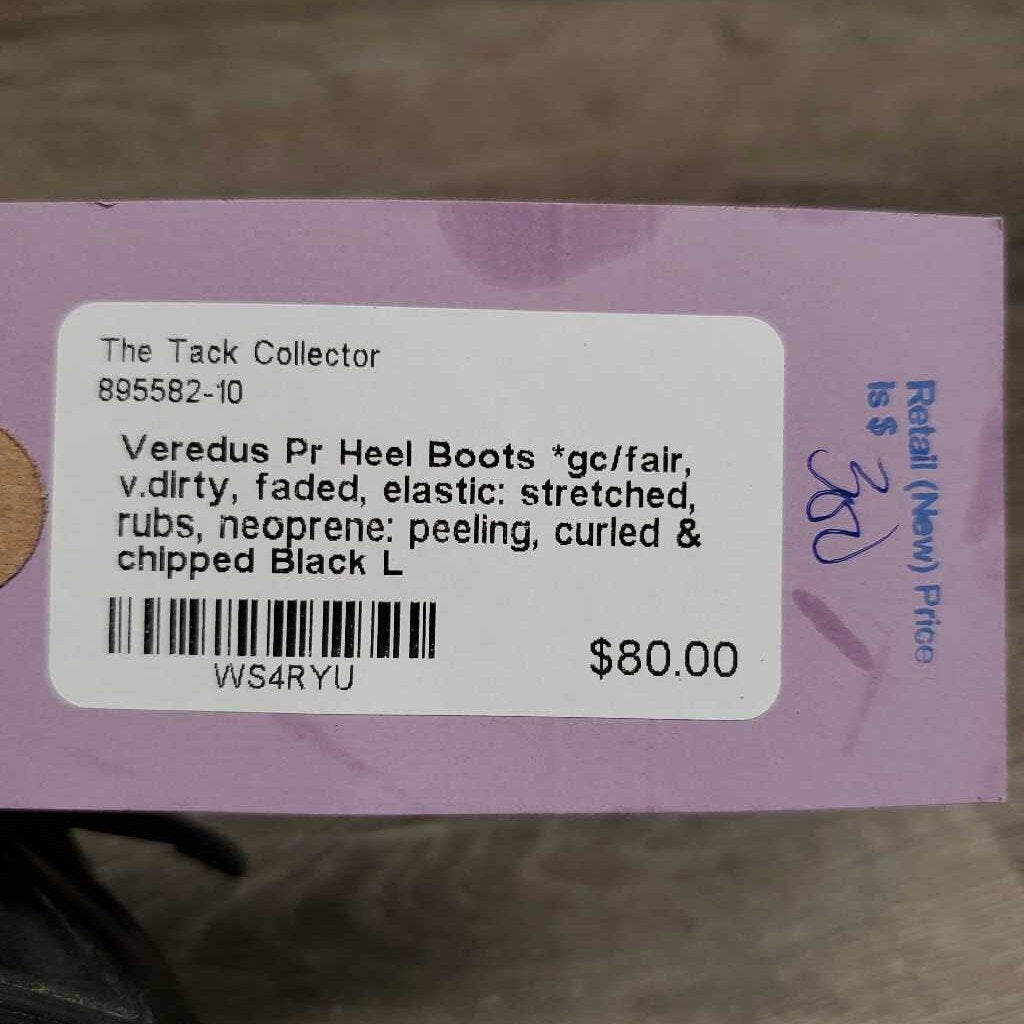 The Tack Collector
895582-10
Veredus Pr Heel Boots *gc/fair,
v.dirty, faded, elastic: stretched,
rubs, neoprene: peeling, curled &
chipped Black L
WS4RYU
$80.00
Retail (New) Price
is $